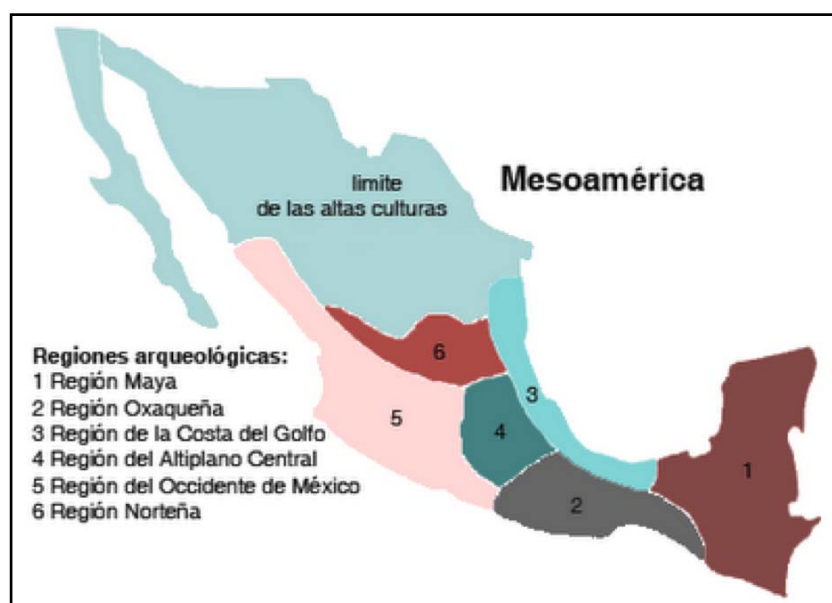 limite
de las altas culturas
Mesoamérica
Regiones arqueológicas:
1 Región Maya
2 Región Oxaqueña
3 Región de la Costa del Golfo
4 Región del Altiplano Central
5 Región del Occidente de México
6 Región Norteña
6
3
5
4
1
2